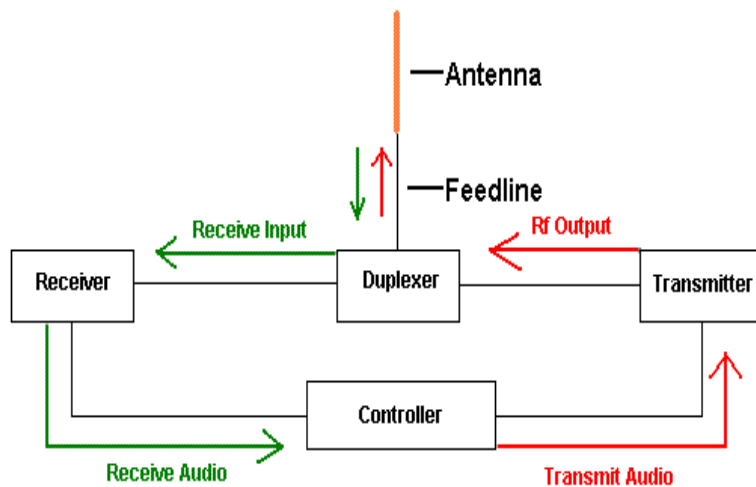 Antenna
Feedline
Receive Input
Rf Output
Receiver
Duplexer
Transmitter
Controller
Receive Audio
Transmit Audio